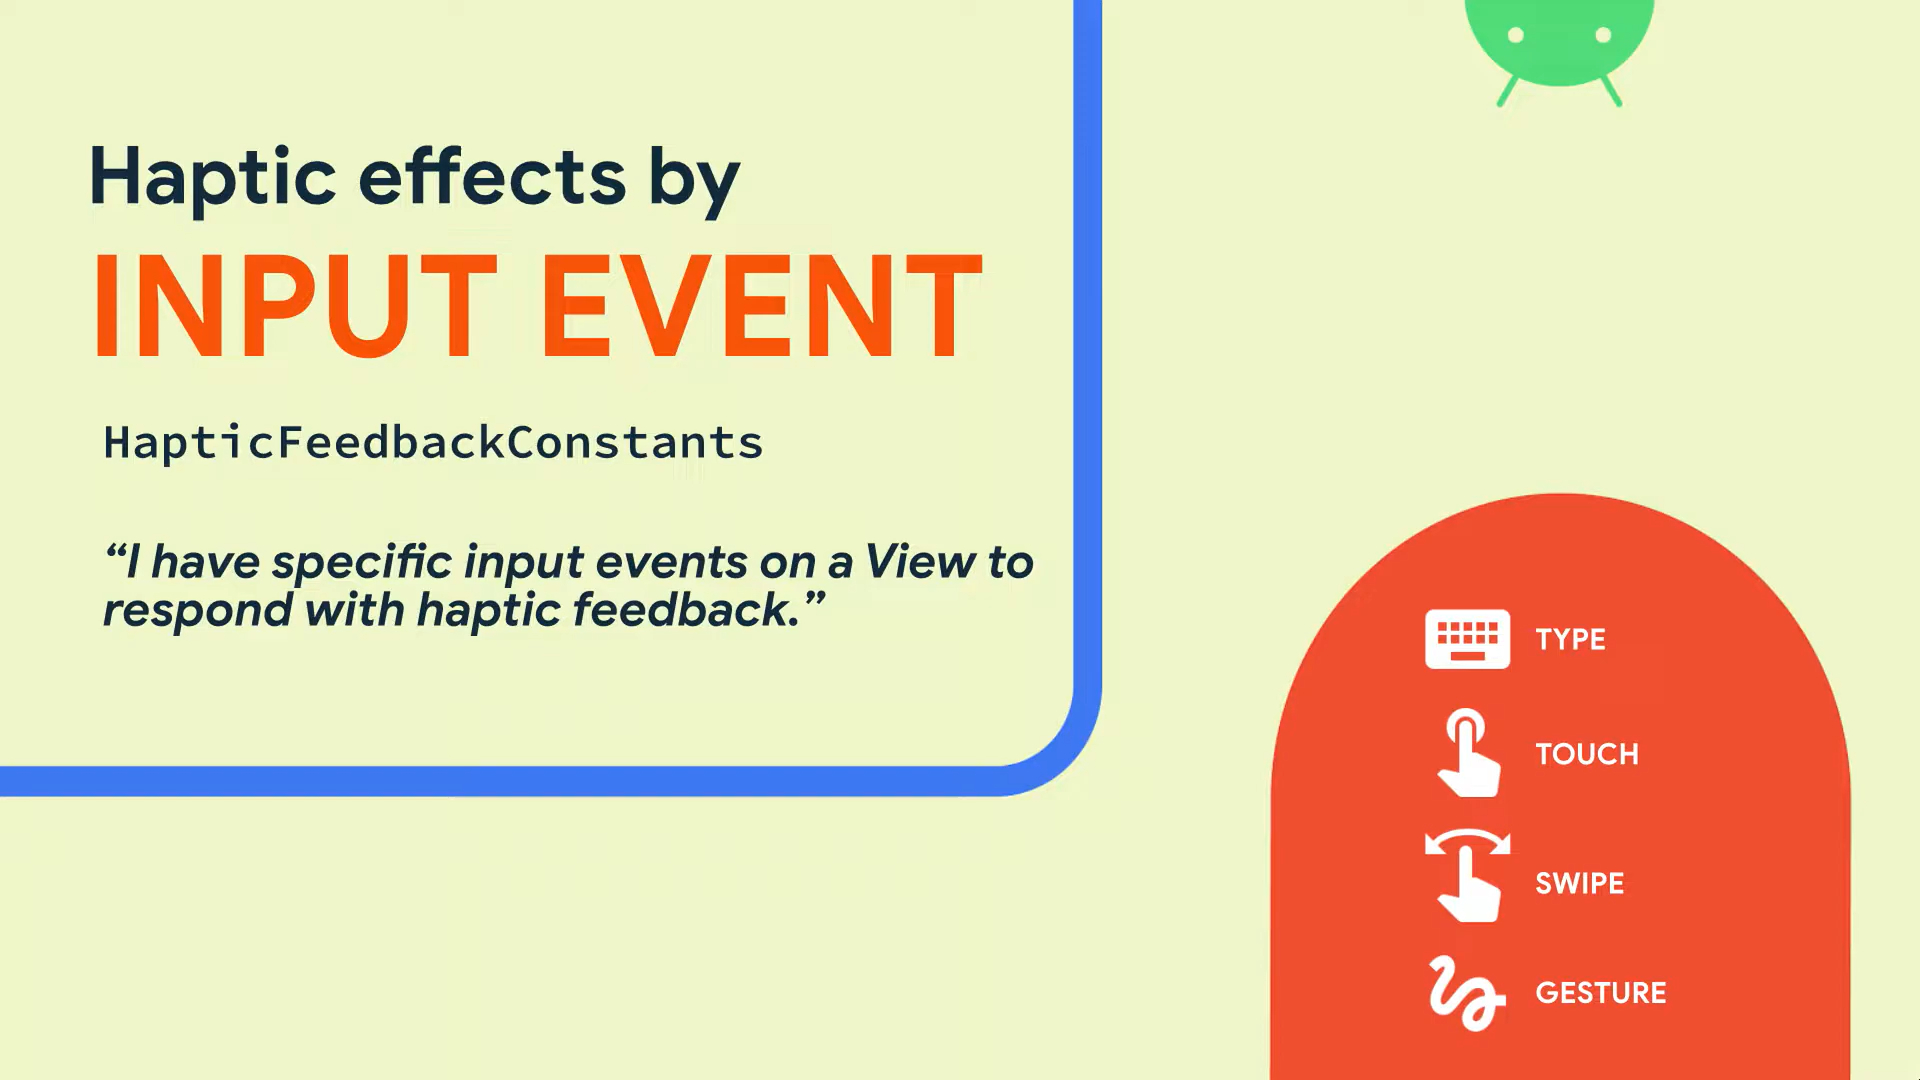 Haptic effects by
INPUT EVENT
HapticFeedbackConstants
“I have specific input events on a View to
respond with haptic feedback.”
TYPE
TOUCH
SWIPE
GESTURE